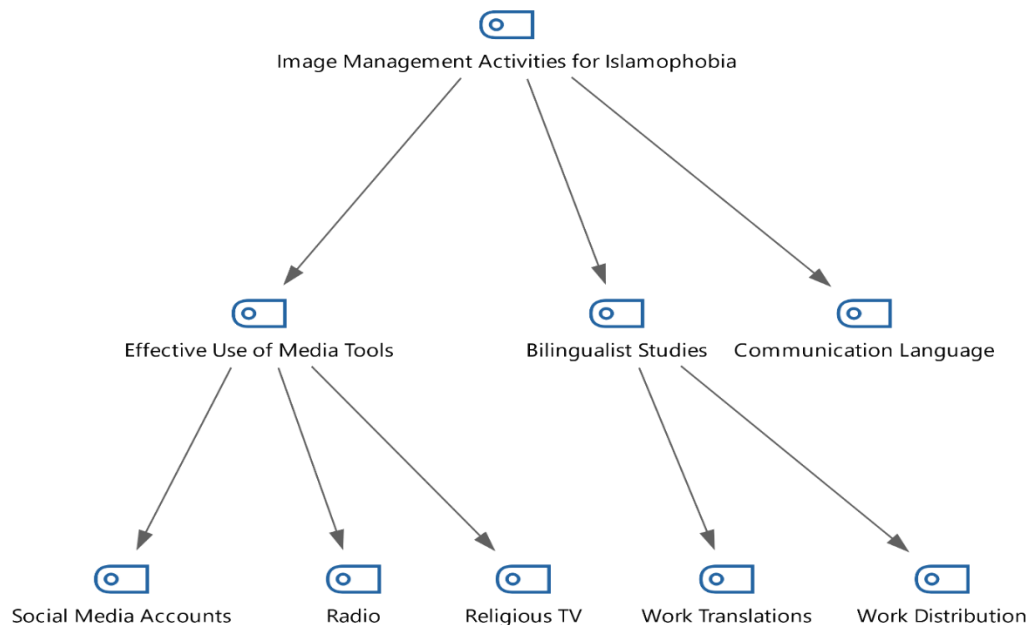 Image Management Activities for Islamophobia
Effective Use of Media Tools
Bilingualist Studies
Communication Language
Social Media Accounts
Radio
Religious TV
Work Translations
Work Distribution